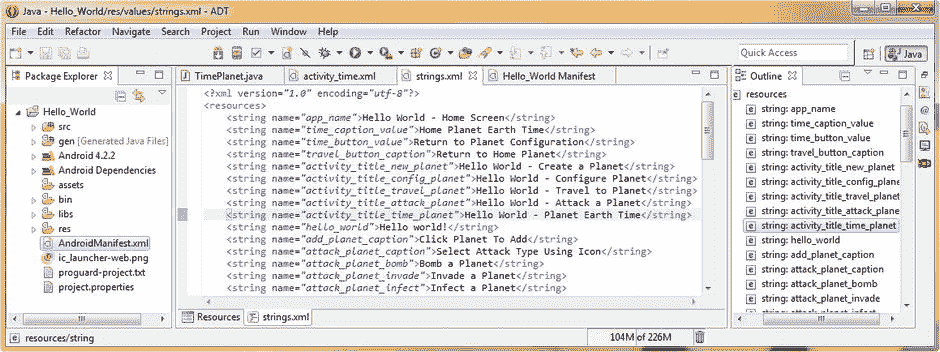 Java - Hello_World/res/values/strings.xml - ADT
File Edit Refactor Navigate Search Project Run Window Help
Quick Access
Java
Package Explorer
Hello_World
src
gen [Generated Java Files]
Android 4.2.2
Android Dependencies
assets
bin
libs
res
AndroidManifest.xml
ic_launcher-web.png
proguard-project.txt
project.properties
TimePlanet.java activity_time.xml strings.xml Hello_World Manifest
<?xml version="1.0" encoding="utf-8"?>
<resources>
<string name="app_name">Hello World - Home Screen</string>
<string name="time_caption_value">Home Planet Earth Time</string>
<string name="time_button_value">Return to Planet Configuration</string>
<string name="travel_button_caption">Return to Home Planet</string>
<string name="activity_title_new_planet">Hello World - Create a Planet</string>
<string name="activity_title_config_planet">Hello World - Configure Planet</string>
<string name="activity_title_travel_planet">Hello World - Travel to Planet</string>
<string name="activity_title_attack_planet">Hello World - Attack a Planet</string>
<string name="activity_title_time_planet">Hello World - Planet Earth Time</string>
<string name="hello_world">Hello world!</string>
<string name="add_planet_caption">Click Planet To Add</string>
<string name="attack_planet_caption">Select Attack Type Using Icon</string>
<string name="attack_planet_bomb">Bomb a Planet</string>
<string name="attack_planet_invade">Invade a Planet</string>
<string name="attack_planet_infect">Infect a Planet</string>
Resources strings.xml
Outline
resources
string: app_name
string: time_caption_value
string: time_button_value
string: travel_button_caption
string: activity_title_new_planet
string: activity_title_config_plane
string: activity_title_travel_plane
string: activity_title_attack_plane
string: activity_title_time_planet
string: hello_world
string: add_planet_caption
string: attack_planet_caption
string: attack_planet_bomb
string: attack_planet_invade
string: attack_planet_infect
resources/string
104M of 226M